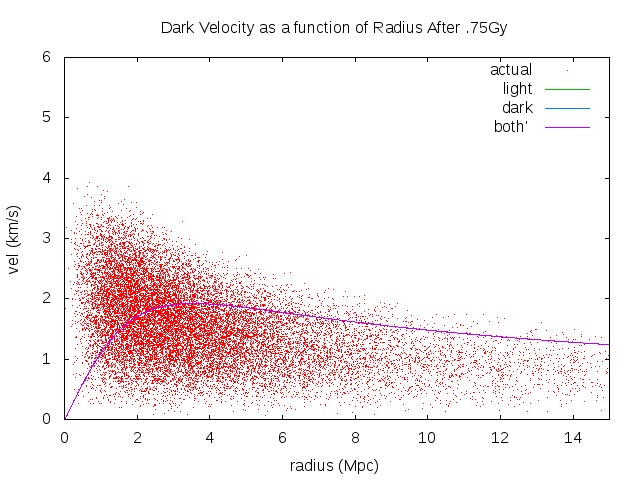 Dark Velocity as a function of Radius After .75Gy
6
5
4
3
2
1
0
vel (km/s)
actual
light
dark
both'
0 2 4 6 8 10 12 14
radius (Mpc)